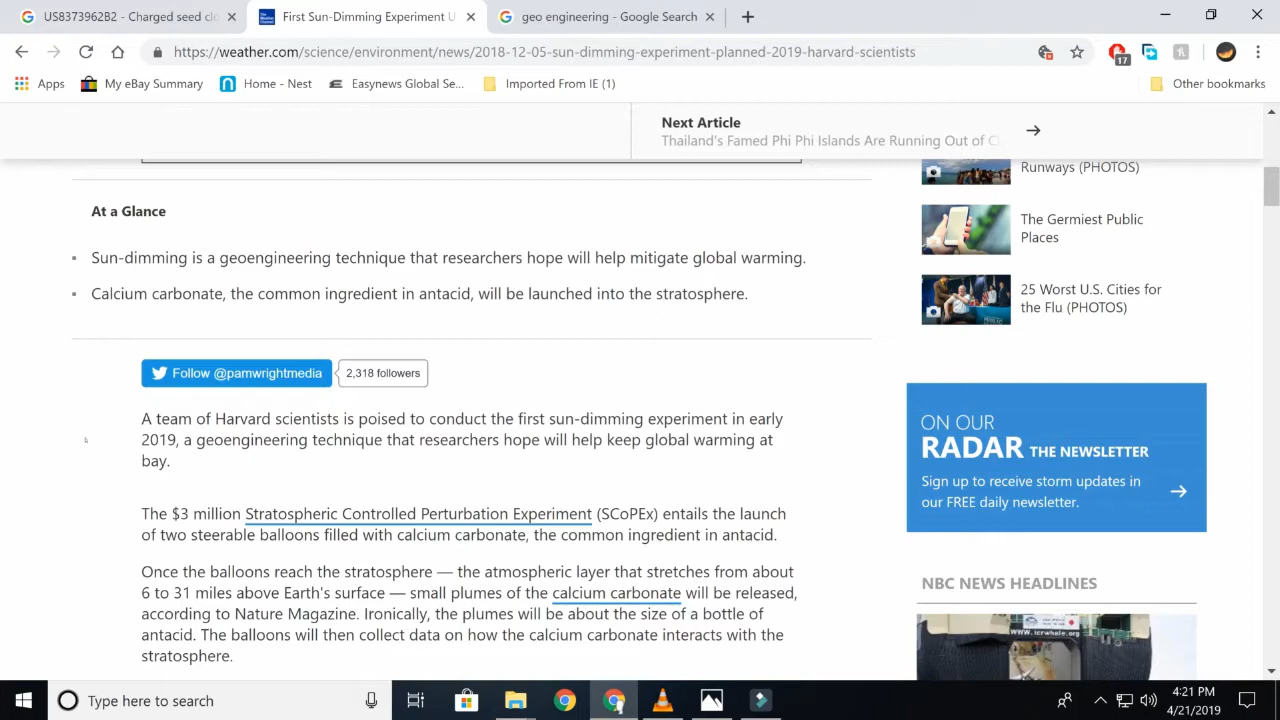 US8373962B2 - Charged seed clo
First Sun-Dimming Experiment U
geo engineering - Google Search
https://weather.com/science/environment/news/2018-12-05-sun-dimming-experiment-planned-2019-harvard-scientists
17
Apps
My eBay Summary
Home - Nest
Easynews Global Se...
Imported From IE (1)
Other bookmarks
Next Article
Thailand's Famed Phi Phi Islands Are Running Out of C
At a Glance
Sun-dimming is a geoengineering technique that researchers hope will help mitigate global warming.
Calcium carbonate, the common ingredient in antacid, will be launched into the stratosphere.
Follow @pamwrightmedia
2,318 followers
A team of Harvard scientists is poised to conduct the first sun-dimming experiment in early
2019, a geoengineering technique that researchers hope will help keep global warming at
bay.
The $3 million Stratospheric Controlled Perturbation Experiment (SCoPEx) entails the launch
of two steerable balloons filled with calcium carbonate, the common ingredient in antacid.
Once the balloons reach the stratosphere — the atmospheric layer that stretches from about
6 to 31 miles above Earth's surface — small plumes of the calcium carbonate will be released,
according to Nature Magazine. Ironically, the plumes will be about the size of a bottle of
antacid. The balloons will then collect data on how the calcium carbonate interacts with the
stratosphere.
Runways (PHOTOS)
The Germiest Public
Places
25 Worst U.S. Cities for
the Flu (PHOTOS)
ON OUR
RADAR THE NEWSLETTER
Sign up to receive storm updates in
our FREE daily newsletter.
NBC NEWS HEADLINES
www.icrwhale.org
Type here to search
4:21 PM
4/21/2019